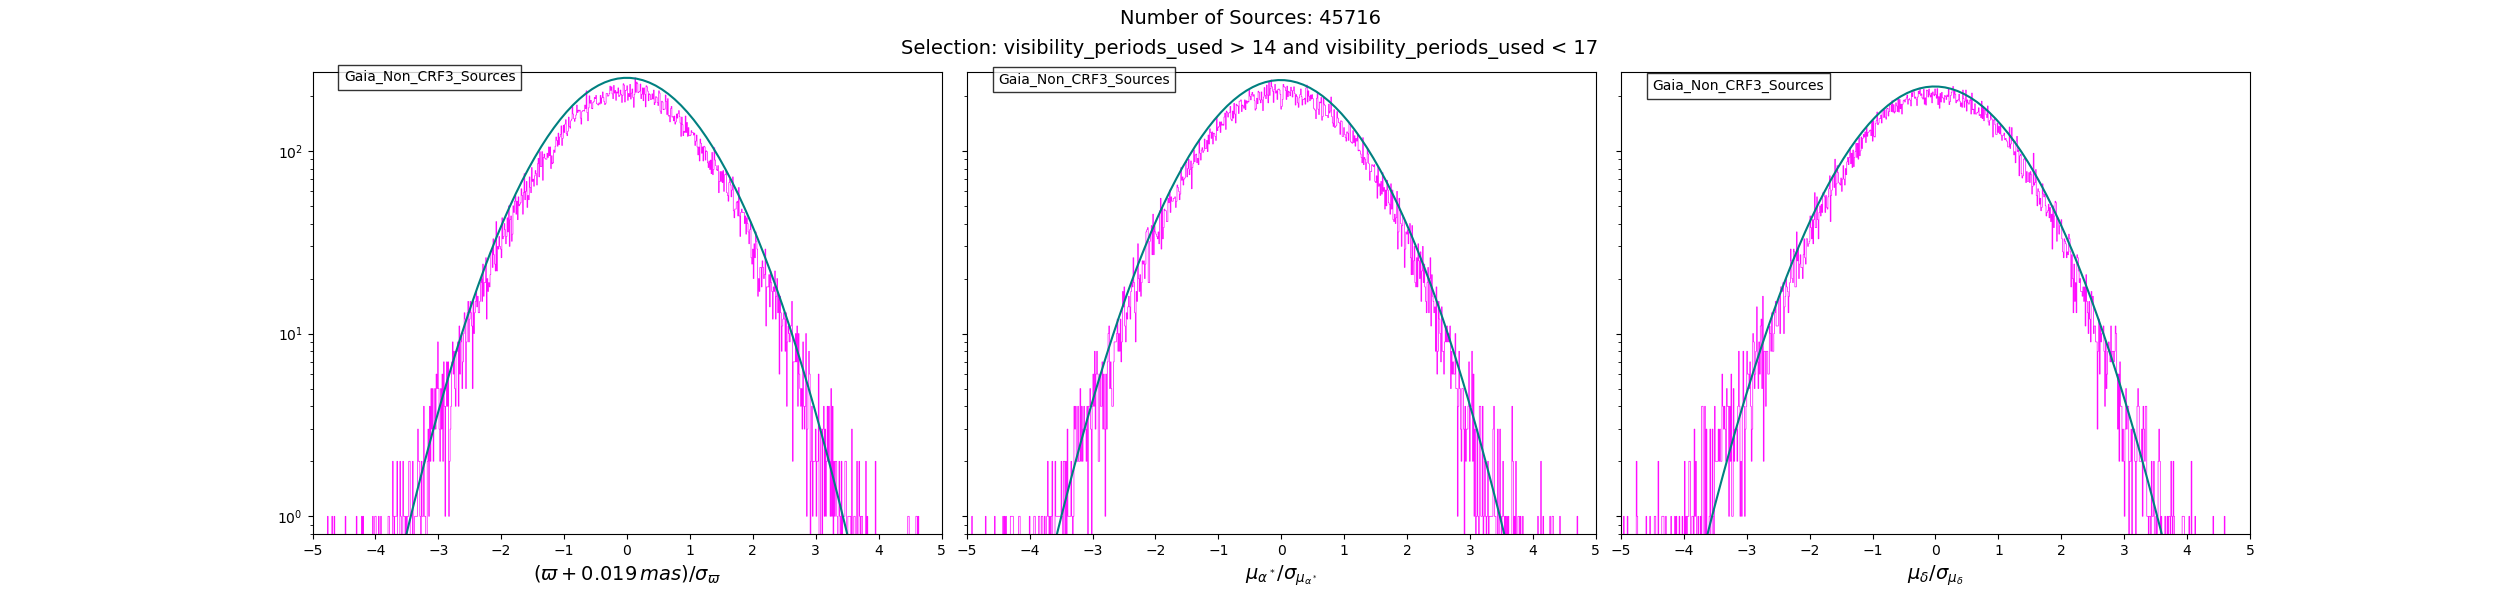 Number of Sources: 45716
Selection: visibility_periods_used > 14 and visibility_periods_used < 17
Gaia_Non_CRF3_Sources
Gaia_Non_CRF3_Sources
Gaia_Non_CRF3_Sources
10²
10¹
10⁰
−5 −4 −3 −2 −1 0 1 2 3 4 5
−5 −4 −3 −2 −1 0 1 2 3 4 5
−5 −4 −3 −2 −1 0 1 2 3 4 5
(ϖ + 0.019 mas)/σ_ϖ
μ_α*/σ_μ_α*
μ_δ/σ_μ_δ